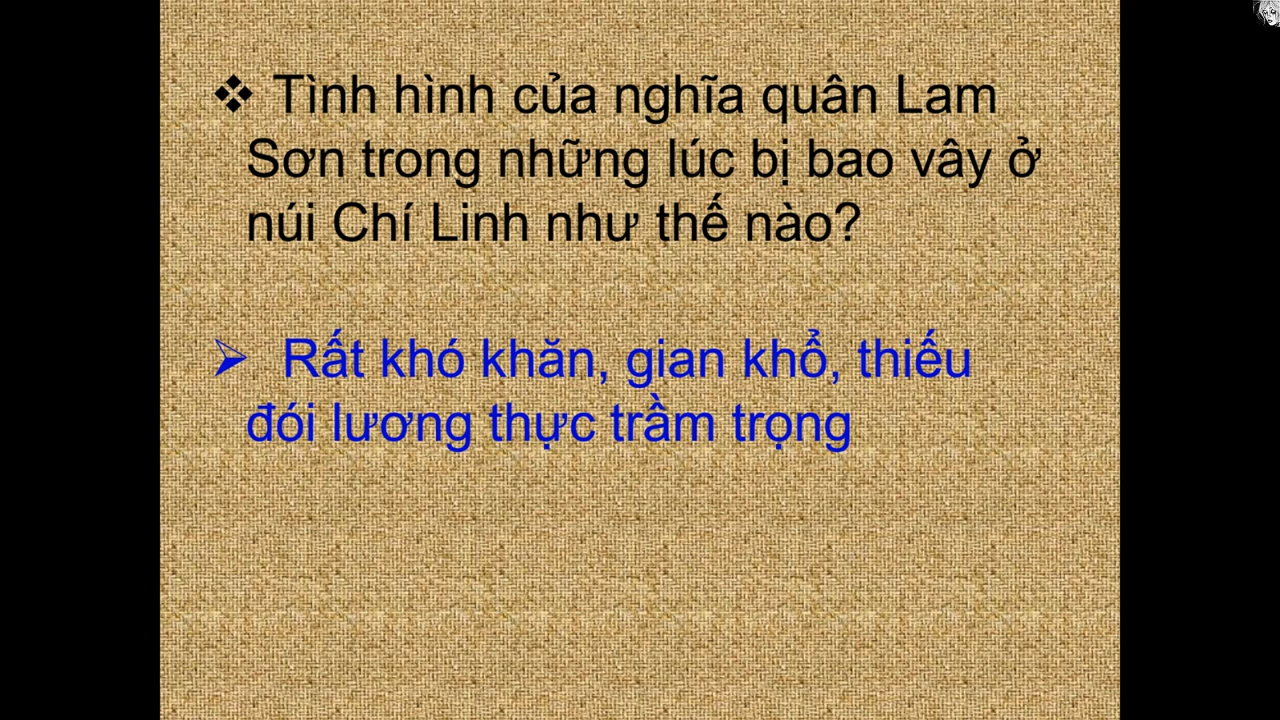 ❖ Tình hình của nghĩa quân Lam
Sơn trong những lúc bị bao vây ở
núi Chí Linh như thế nào?
➢ Rất khó khăn, gian khổ, thiếu
đói lương thực trầm trọng